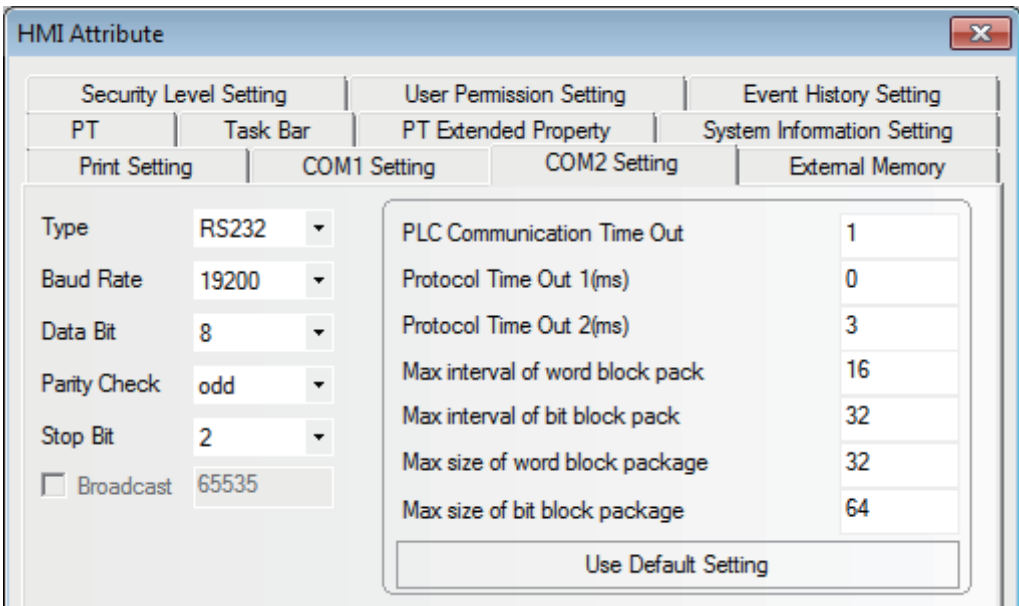 HMI Attribute
Security Level Setting User Permission Setting Event History Setting
PT Task Bar PT Extended Property System Information Setting
Print Setting COM1 Setting COM2 Setting External Memory
Type RS232
Baud Rate 19200
Data Bit 8
Parity Check odd
Stop Bit 2
Broadcast 65535
PLC Communication Time Out 1
Protocol Time Out 1(ms) 0
Protocol Time Out 2(ms) 3
Max interval of word block pack 16
Max interval of bit block pack 32
Max size of word block package 32
Max size of bit block package 64
Use Default Setting